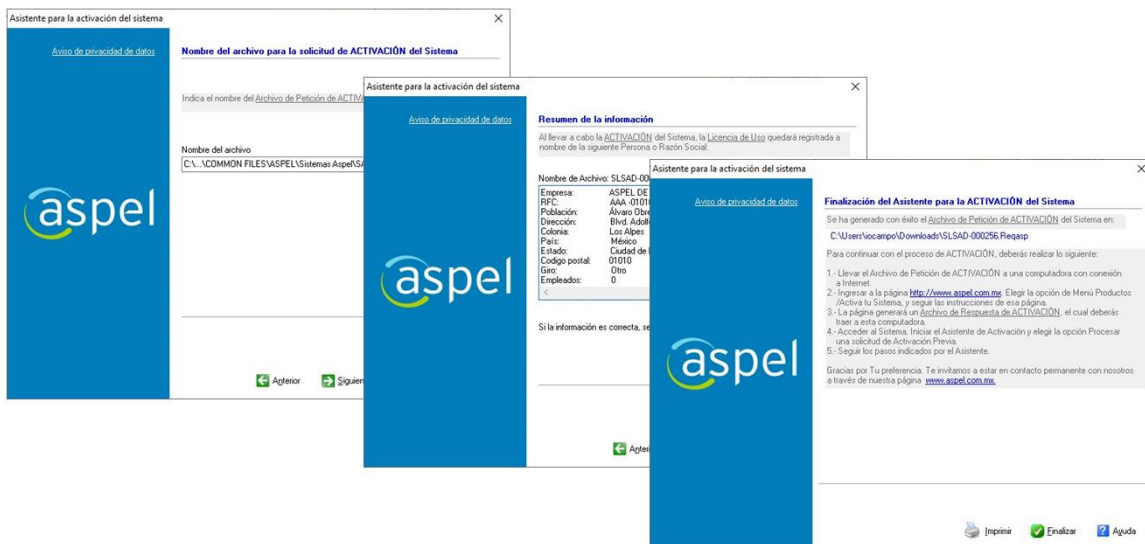 Asistente para la activación del sistema
Aviso de privacidad de datos
Nombre del archivo para la solicitud de ACTIVACIÓN del Sistema
Indica el nombre del Archivo de Petición de
Nombre del archivo
C:\...\COMMON FILES\ASPEL\Sistemas Aspel\
aspel
Anterior
Asistente para la activación del sistema
Aviso de privacidad de datos
Resumen de la información
Al llevar a cabo la ACTIVACIÓN del Sistema, la Licencia de Uso quedará registrada a
nombre de la siguiente Persona o Razón Social:
Nombre de Archivo:
Empresa: ASPEL DE
RFC: AAA -01010
Población: Álvaro
Dirección: Blvd.
Colonia: Los Alpes
País: México
Estado: Ciudad de
Codigo postal: 01010
Giro: Otro
Empleados: 0
Si la información es correcta,
aspel
Asistente para la activación del sistema
Aviso de privacidad de datos
Finalización del Asistente para la ACTIVACIÓN del Sistema
Se ha generado con éxito el Archivo de Petición de ACTIVACIÓN del Sistema en:
C:\Users\iocampo\Downloads\SLSAD-000256.Reqasp
Para continuar con el proceso de ACTIVACIÓN, deberás realizar lo siguiente:
1.- Llevar el Archivo de Petición de ACTIVACIÓN a una computadora con conexión
a Internet.
2.- Ingresar a la página http://www.aspel.com.mx. Elegir la opción de Menú Productos
/Activa tu Sistema, y seguir las instrucciones de esa página.
3.- La página generará un Archivo de Respuesta de ACTIVACIÓN, el cual deberás
traer a esta computadora.
4.- Acceder al Sistema. Iniciar el Asistente de Activación y elegir la opción Procesar
una solicitud de Activación Previa.
5.- Seguir los pasos indicados por el Asistente.
Gracias por Tu preferencia. Te invitamos a estar en contacto permanente con nosotros
a través de nuestra página www.aspel.com.mx.
aspel
Imprimir
Finalizar
Ayuda